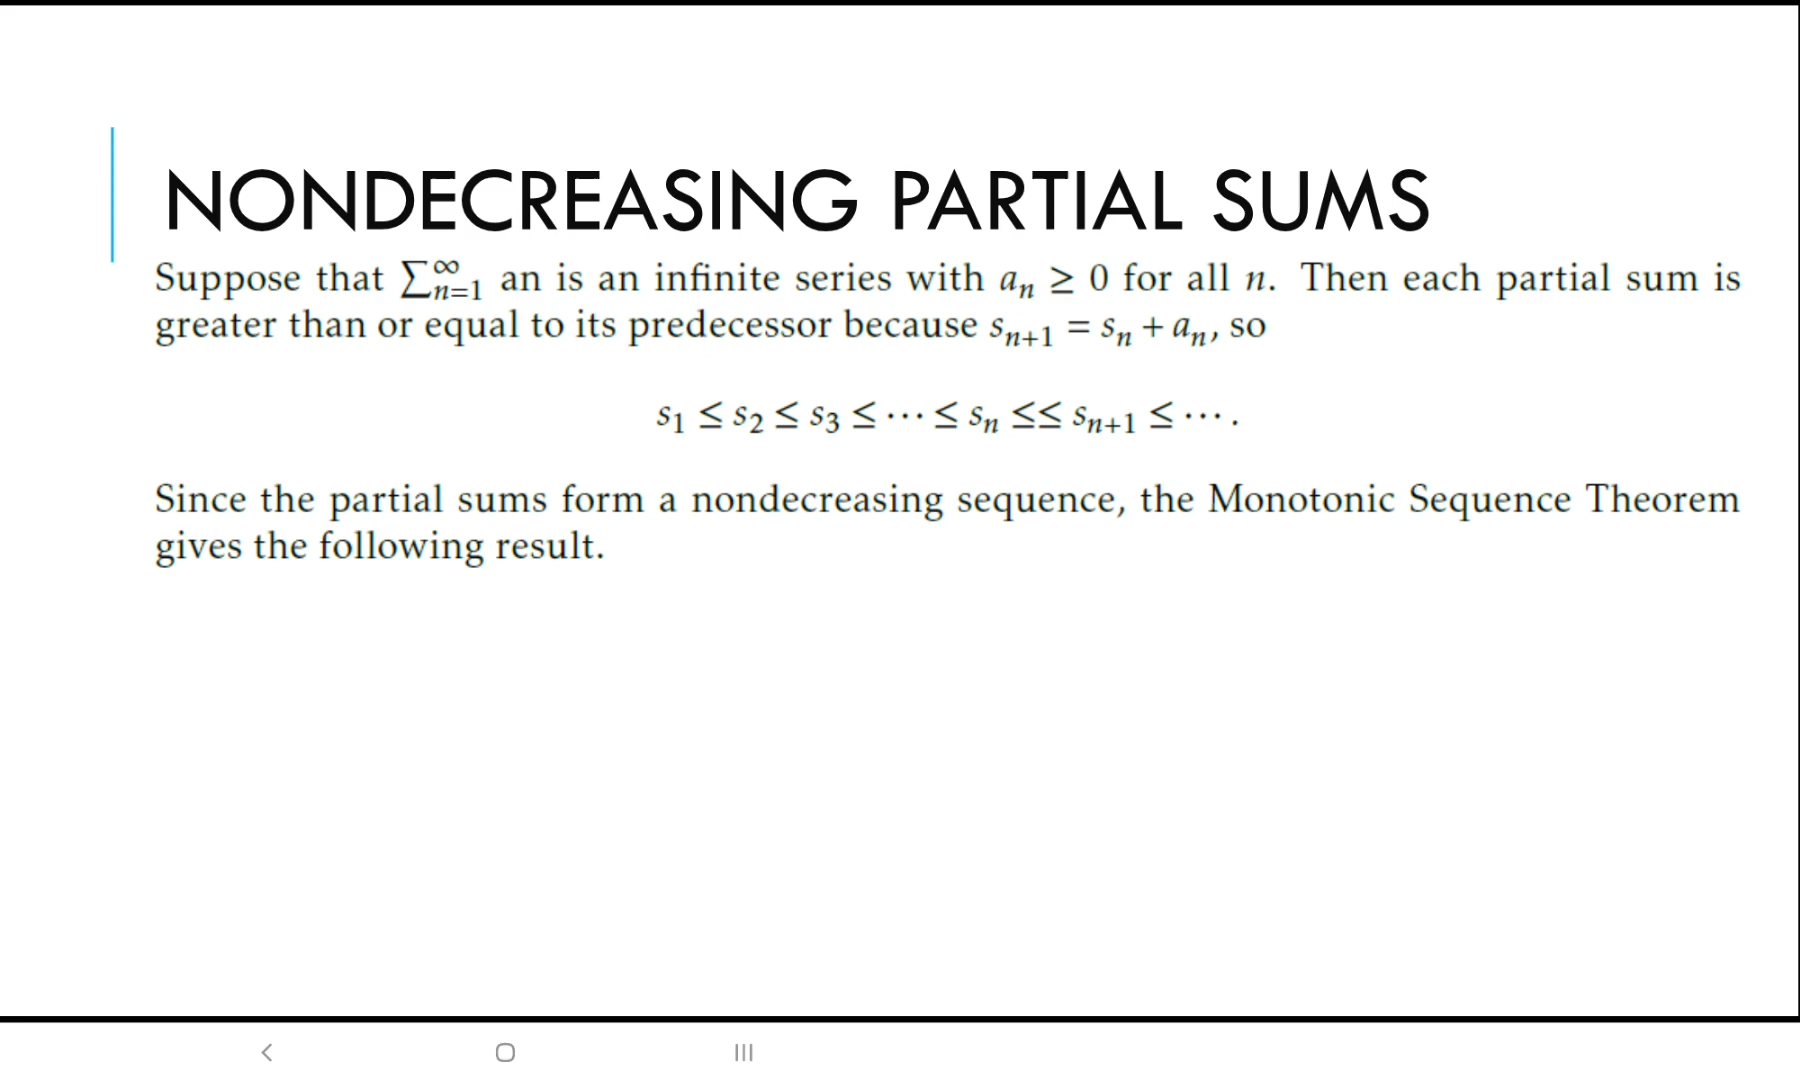 NONDECREASING PARTIAL SUMS
Suppose that ∑∞n=1 an is an infinite series with aₙ ≥ 0 for all n. Then each partial sum is
greater than or equal to its predecessor because sₙ₊₁ = sₙ + aₙ, so
s₁ ≤ s₂ ≤ s₃ ≤ ⋯ ≤ sₙ ≤≤ sₙ₊₁ ≤ ⋯ .
Since the partial sums form a nondecreasing sequence, the Monotonic Sequence Theorem
gives the following result.